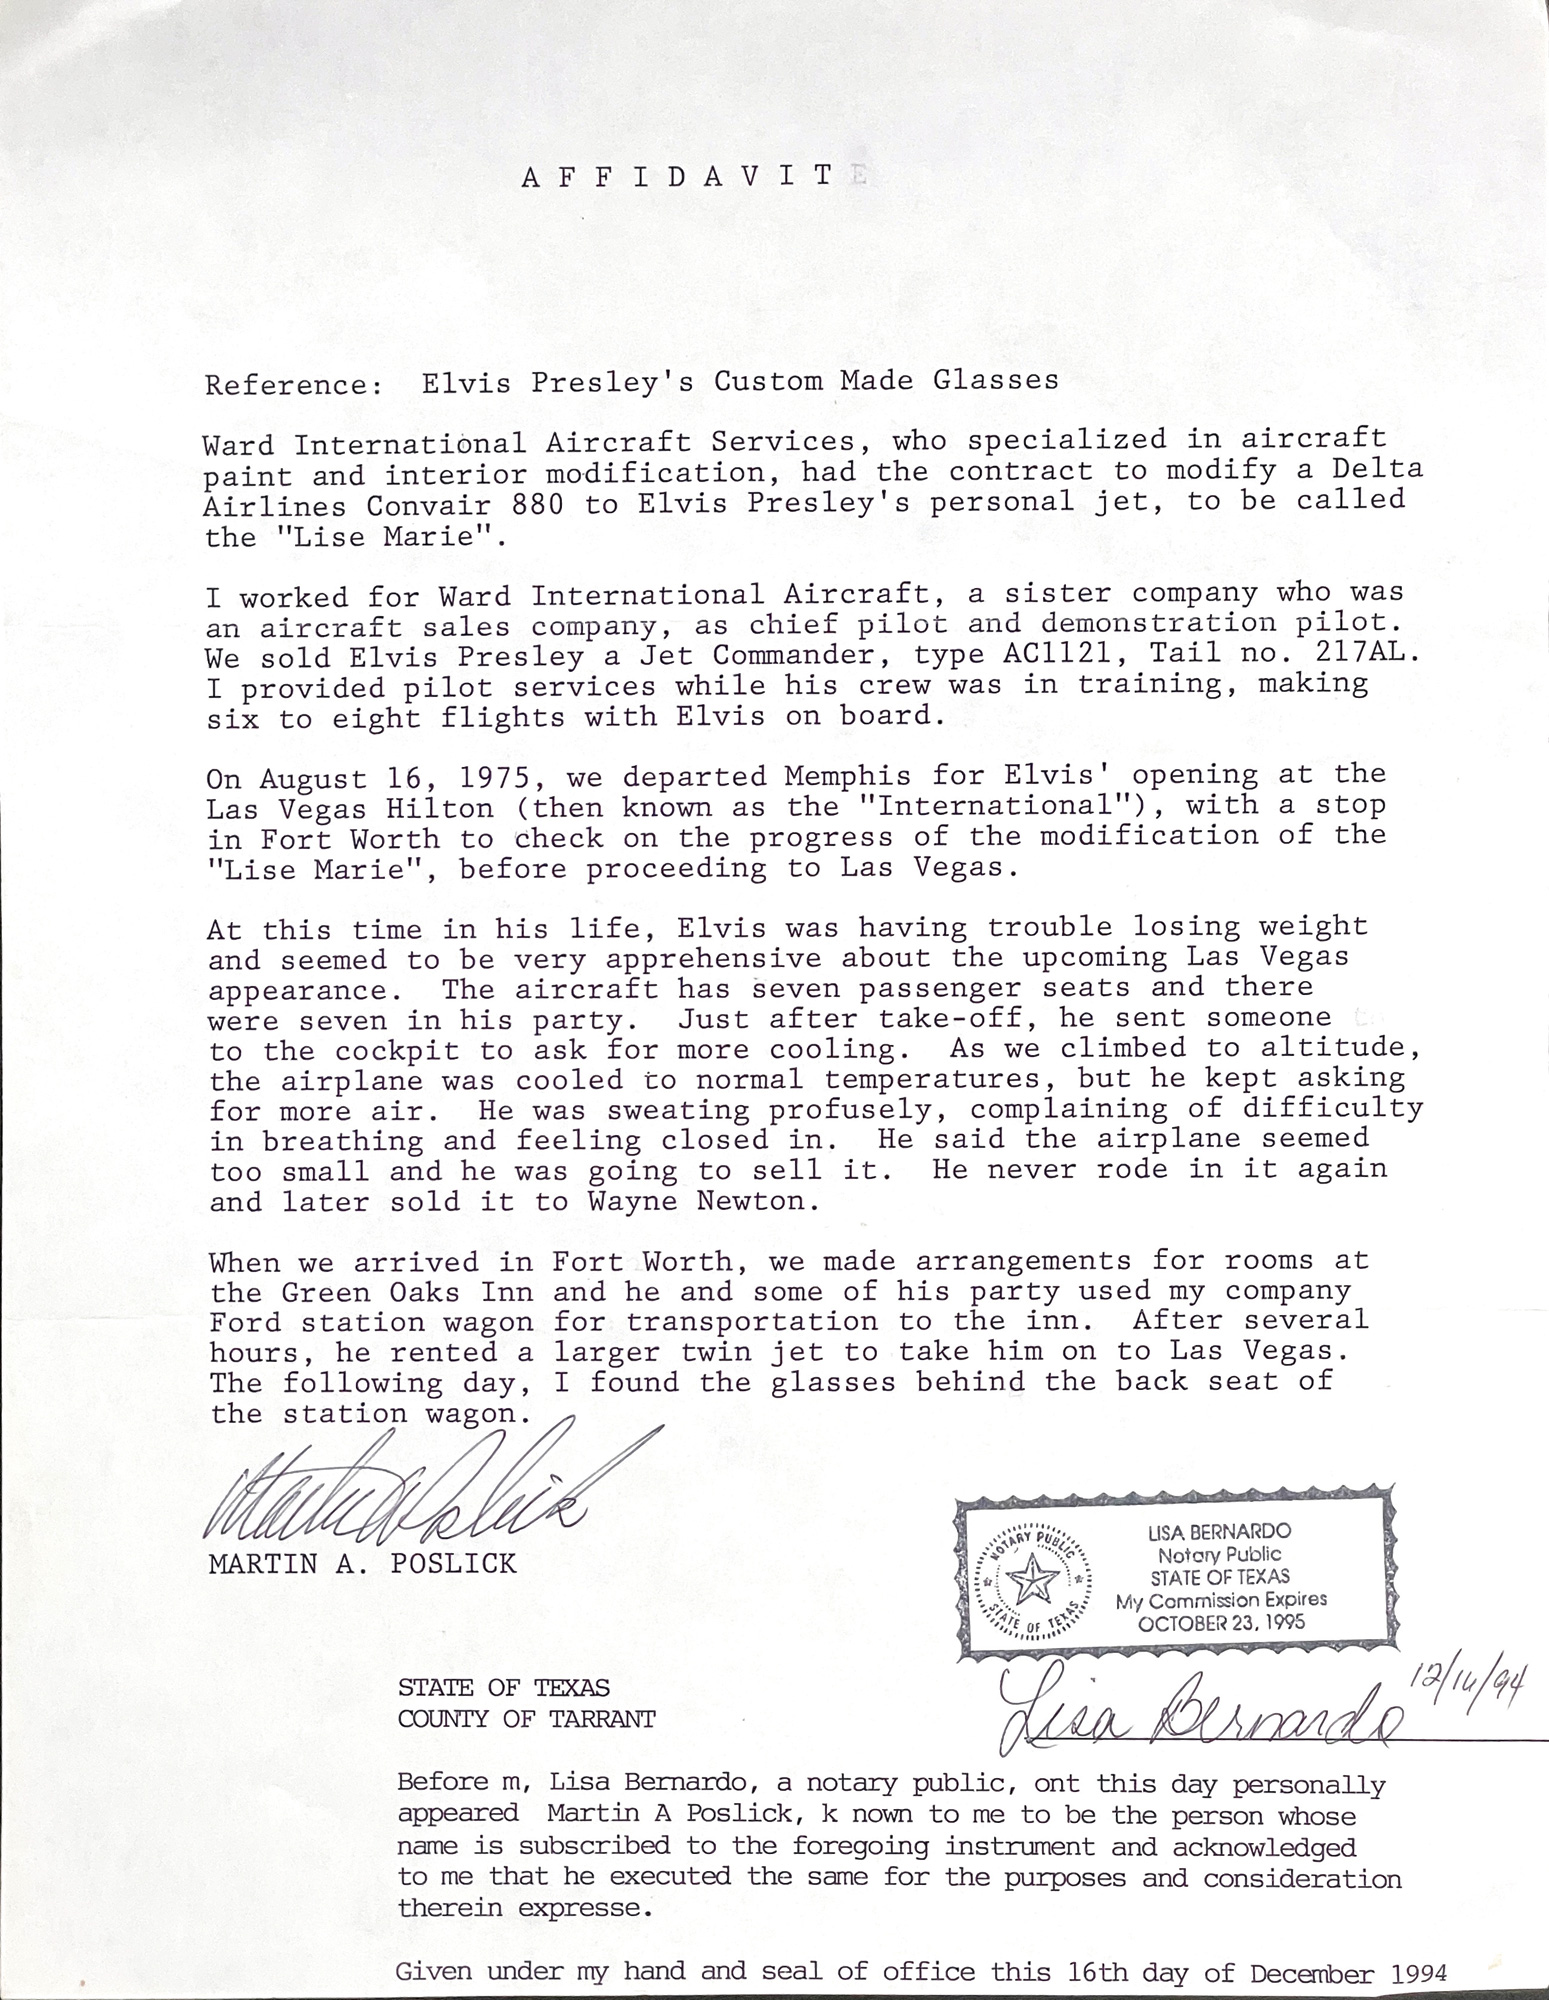 AFFIDAVIT
Reference: Elvis Presley's Custom Made Glasses
Ward International Aircraft Services, who specialized in aircraft
paint and interior modification, had the contract to modify a Delta
Airlines Convair 880 to Elvis Presley's personal jet, to be called
the "Lise Marie".
I worked for Ward International Aircraft, a sister company who was
an aircraft sales company, as chief pilot and demonstration pilot.
We sold Elvis Presley a Jet Commander, type AC1121, Tail no. 217AL.
I provided pilot services while his crew was in training, making
six to eight flights with Elvis on board.
On August 16, 1975, we departed Memphis for Elvis' opening at the
Las Vegas Hilton (then known as the "International"), with a stop
in Fort Worth to check on the progress of the modification of the
"Lise Marie", before proceeding to Las Vegas.
At this time in his life, Elvis was having trouble losing weight
and seemed to be very apprehensive about the upcoming Las Vegas
appearance. The aircraft has seven passenger seats and there
were seven in his party. Just after take-off, he sent someone
to the cockpit to ask for more cooling. As we climbed to altitude,
the airplane was cooled to normal temperatures, but he kept asking
for more air. He was sweating profusely, complaining of difficulty
in breathing and feeling closed in. He said the airplane seemed
too small and he was going to sell it. He never rode in it again
and later sold it to Wayne Newton.
When we arrived in Fort Worth, we made arrangements for rooms at
the Green Oaks Inn and he and some of his party used my company
Ford station wagon for transportation to the inn. After several
hours, he rented a larger twin jet to take him on to Las Vegas.
The following day, I found the glasses behind the back seat of
the station wagon.
Martin A Poslick
MARTIN A. POSLICK
NOTARY PUBLIC
STATE OF TEXAS
LISA BERNARDO
Notary Public
STATE OF TEXAS
My Commission Expires
OCTOBER 23, 1995
Lisa Bernardo 12/16/94
STATE OF TEXAS
COUNTY OF TARRANT
Before m, Lisa Bernardo, a notary public, ont this day personally
appeared Martin A Poslick, k nown to me to be the person whose
name is subscribed to the foregoing instrument and acknowledged
to me that he executed the same for the purposes and consideration
therein expresse.
Given under my hand and seal of office this 16th day of December 1994